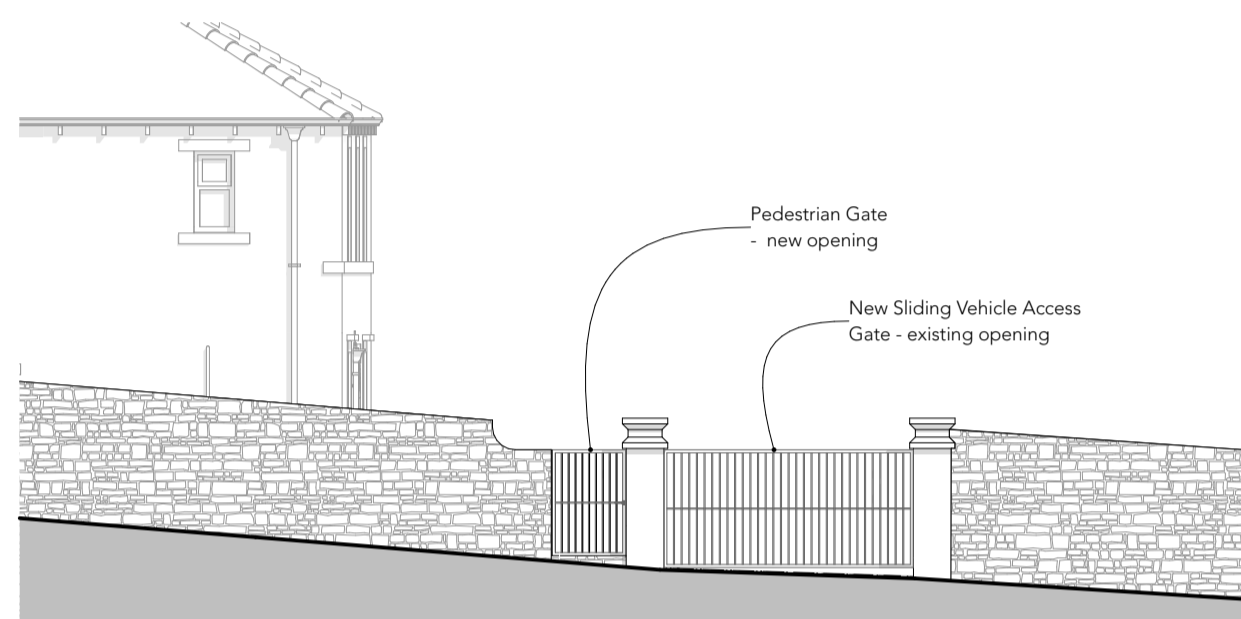 Pedestrian Gate
- new opening
New Sliding Vehicle Access
Gate - existing opening